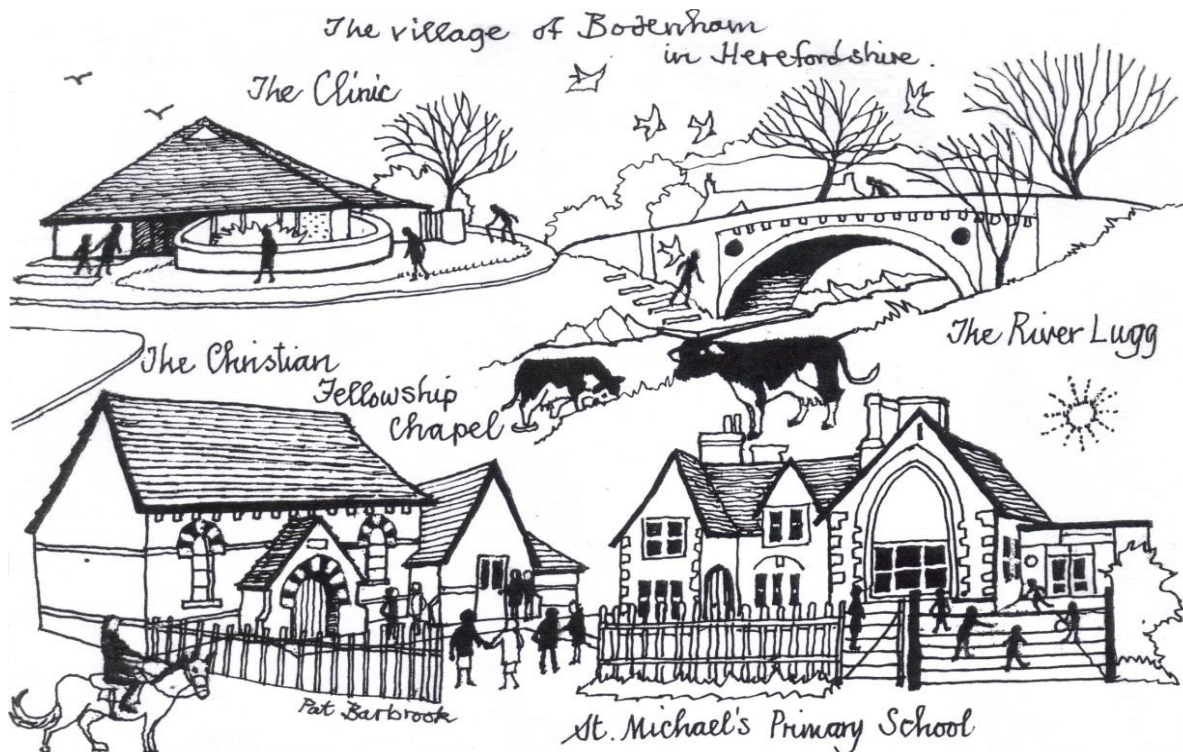 The village of Bodenham
in Herefordshire.
The Clinic
The River Lugg
The Christian
Fellowship
Chapel
Pat Barbrook
St. Michael's Primary School